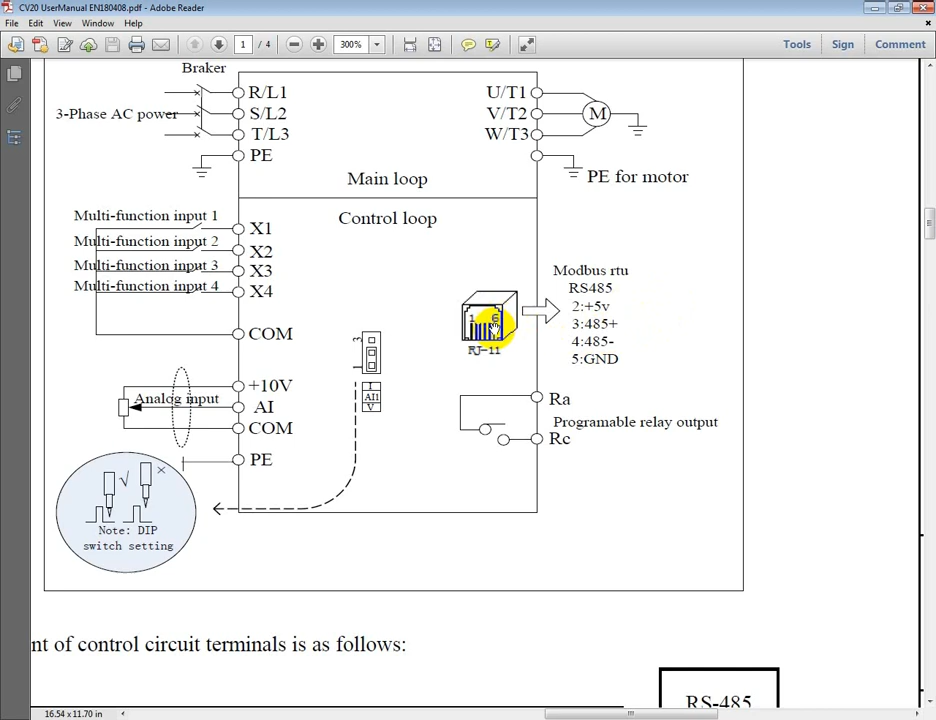 CV20 UserManual EN180408.pdf - Adobe Reader
File Edit View Window Help
1 / 4 300% Tools Sign Comment
Braker
3-Phase AC power
R/L1
S/L2
T/L3
PE
U/T1
V/T2
W/T3
M
PE for motor
Main loop
Control loop
Multi-function input 1
Multi-function input 2
Multi-function input 3
Multi-function input 4
X1
X2
X3
X4
COM
+10V
Analog input
AI
COM
PE
3
1
I
AI1
V
1 6
RJ-11
Modbus rtu
RS485
2:+5v
3:485+
4:485-
5:GND
Ra
Programable relay output
Rc
Note: DIP
switch setting
nt of control circuit terminals is as follows:
RS-485
16.54 x 11.70 in